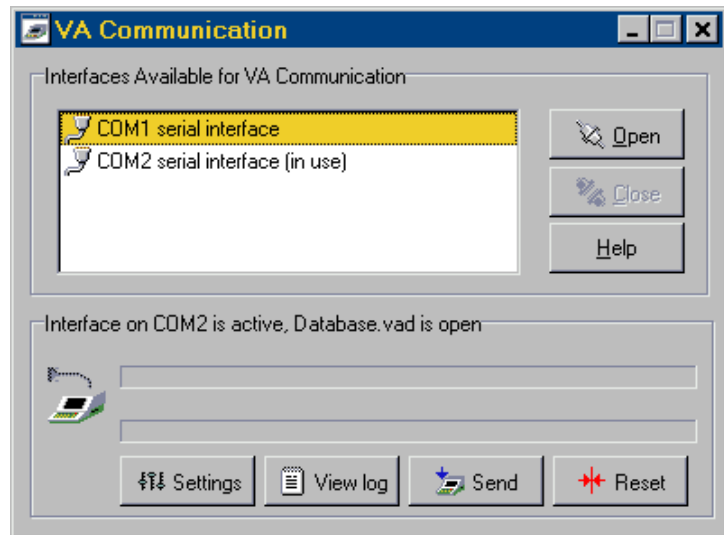 VA Communication
Interfaces Available for VA Communication
COM1 serial interface
COM2 serial interface (in use)
Open
Close
Help
Interface on COM2 is active, Database.vad is open
Settings
View log
Send
Reset